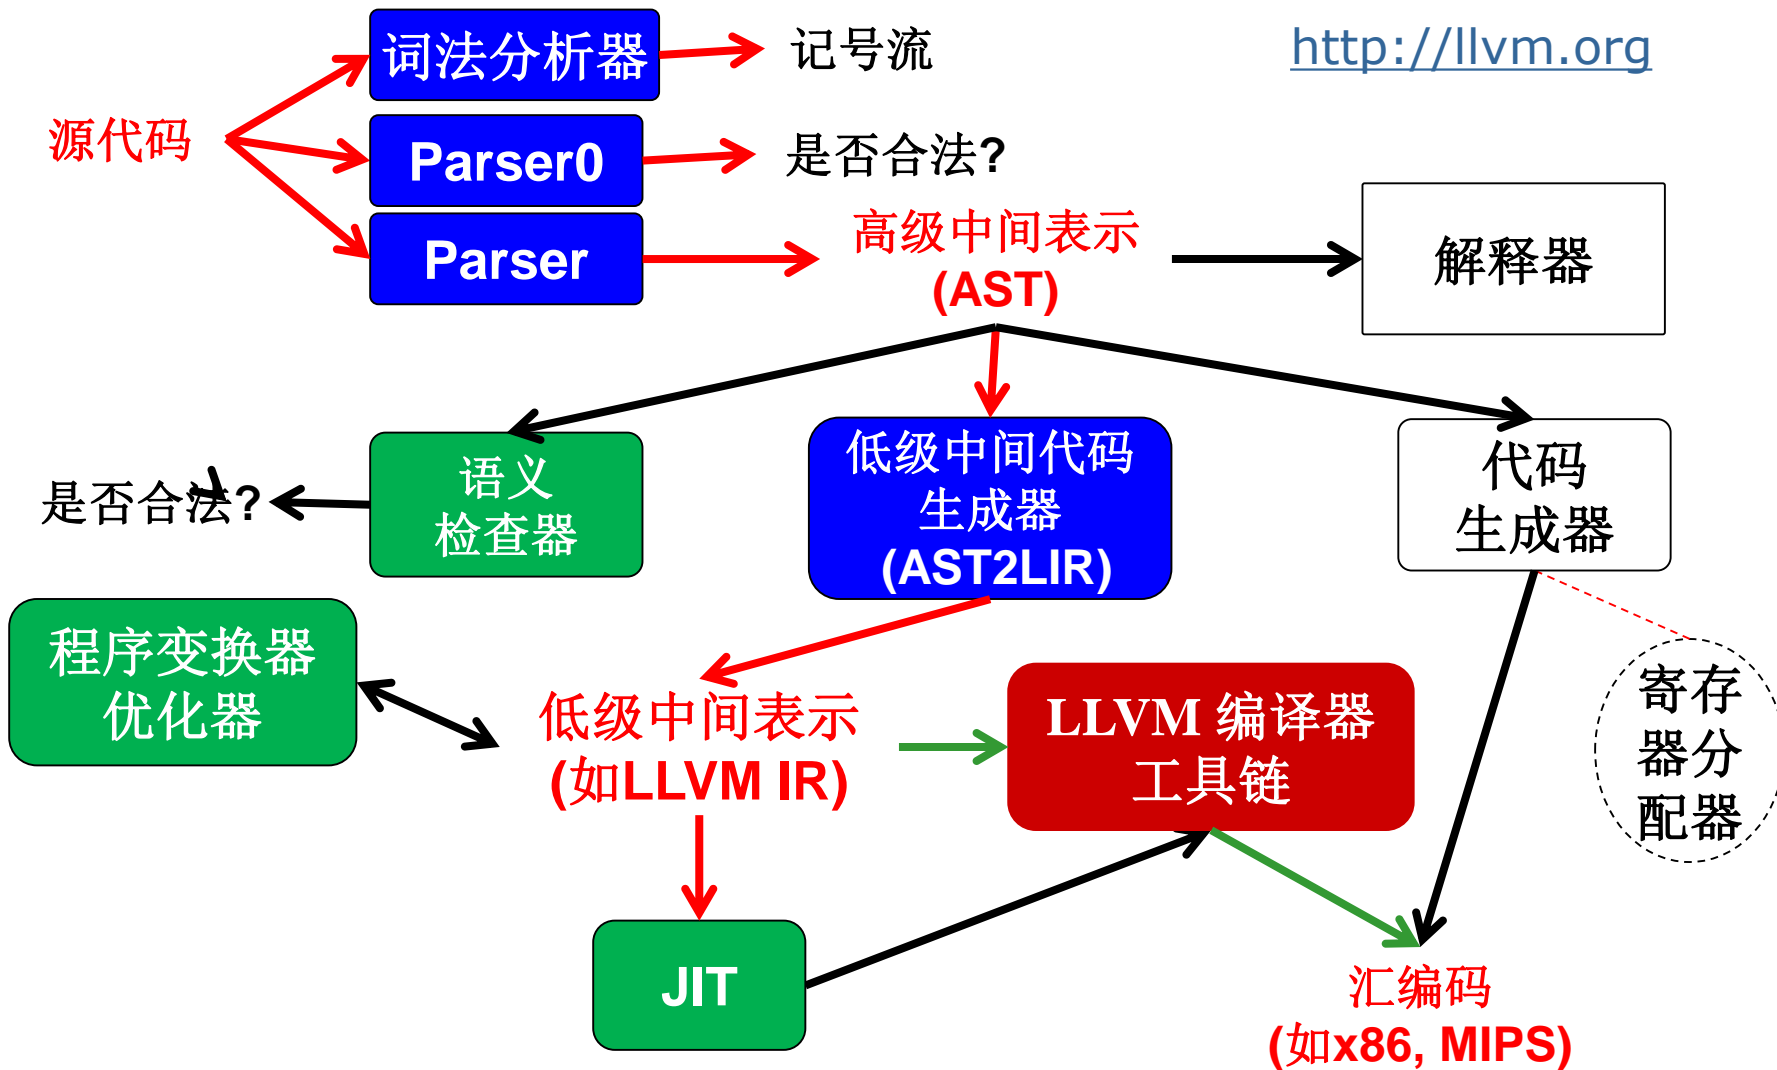 词法分析器
记号流
http://llvm.org
源代码
Parser0
是否合法?
Parser
高级中间表示
(AST)
解释器
语义
检查器
是否合法?
低级中间代码
生成器
(AST2LIR)
代码
生成器
程序变换器
优化器
低级中间表示
(如LLVM IR)
LLVM 编译器
工具链
寄存
器分
配器
JIT
汇编码
(如x86, MIPS)